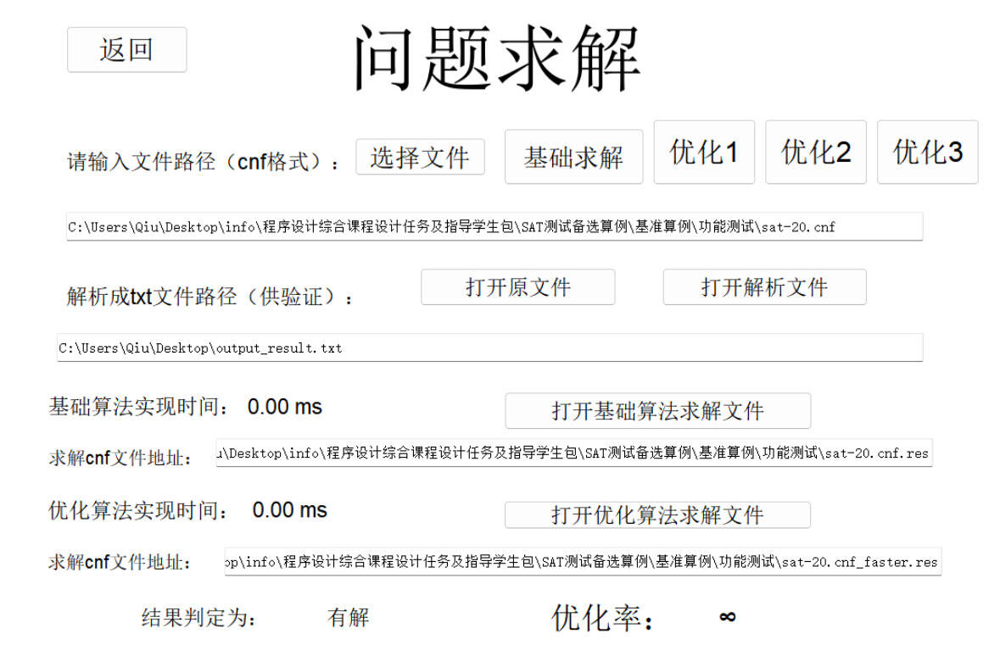 返回
问题求解
请输入文件路径（cnf格式）： 选择文件 基础求解 优化1 优化2 优化3
C:\Users\Qiu\Desktop\info\程序设计综合课程设计任务及指导学生包\SAT测试备选算例\基准算例\功能测试\sat-20.cnf
解析成txt文件路径（供验证）： 打开原文件 打开解析文件
C:\Users\Qiu\Desktop\output_result.txt
基础算法实现时间： 0.00 ms 打开基础算法求解文件
求解cnf文件地址： u\Desktop\info\程序设计综合课程设计任务及指导学生包\SAT测试备选算例\基准算例\功能测试\sat-20.cnf.res
优化算法实现时间： 0.00 ms 打开优化算法求解文件
求解cnf文件地址： op\info\程序设计综合课程设计任务及指导学生包\SAT测试备选算例\基准算例\功能测试\sat-20.cnf_faster.res
结果判定为： 有解 优化率： ∞